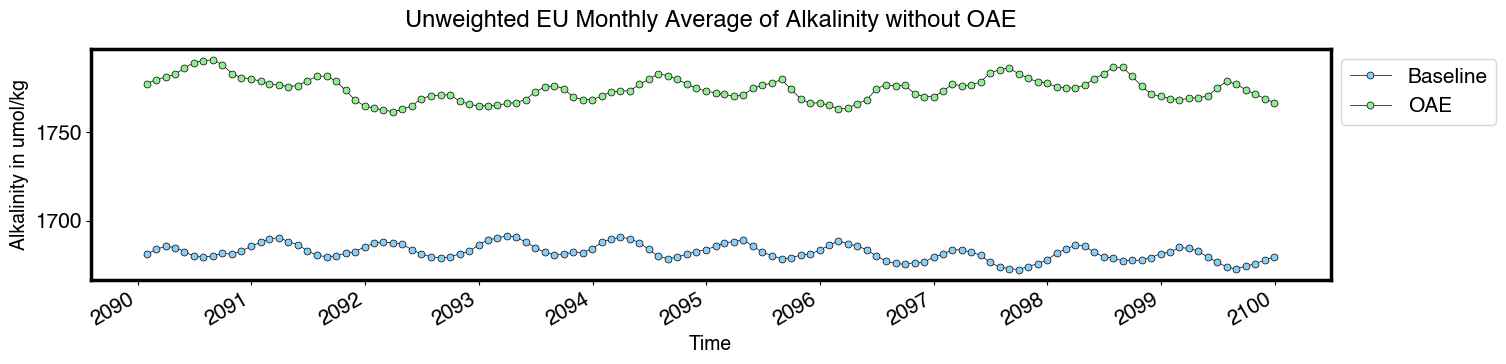 Unweighted EU Monthly Average of Alkalinity without OAE
Alkalinity in umol/kg
1750
1700
2090
2091
2092
2093
2094
2095
2096
2097
2098
2099
2100
Time
Baseline
OAE